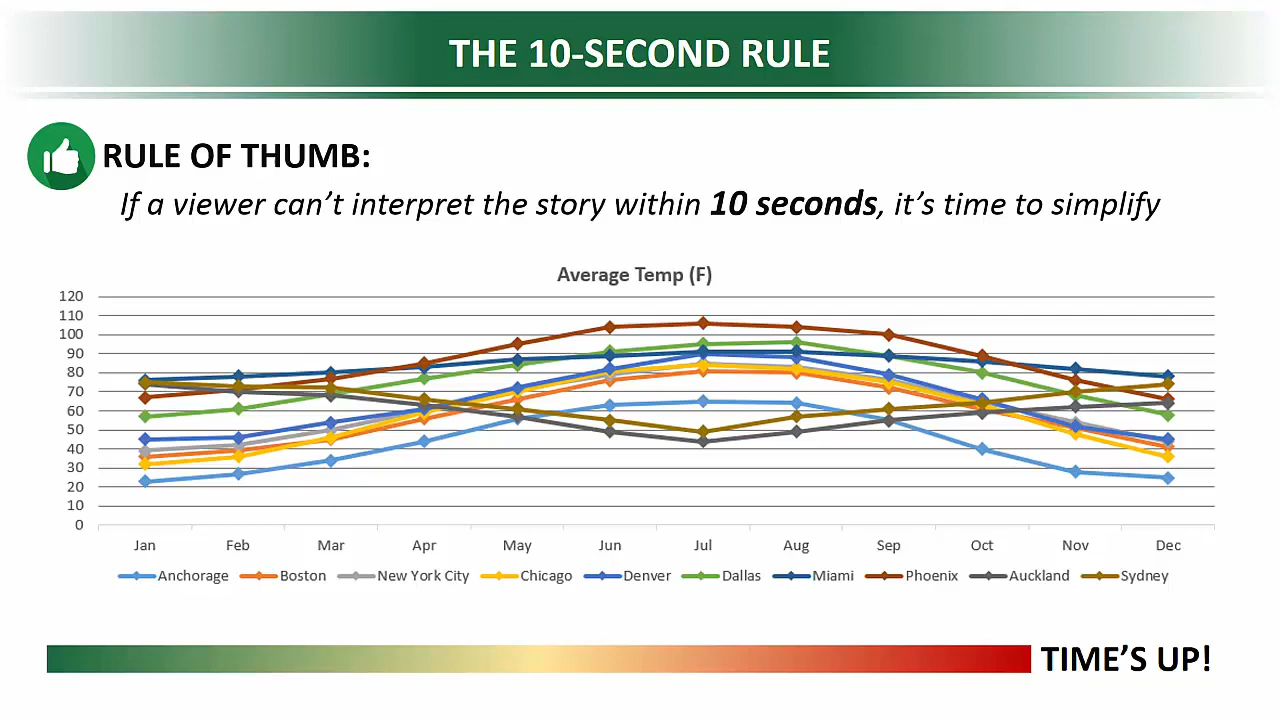 THE 10-SECOND RULE
RULE OF THUMB:
If a viewer can't interpret the story within 10 seconds, it's time to simplify
Average Temp (F)
120
110
100
90
80
70
60
50
40
30
20
10
0
Jan Feb Mar Apr May Jun Jul Aug Sep Oct Nov Dec
Anchorage Boston New York City Chicago Denver Dallas Miami Phoenix Auckland Sydney
TIME'S UP!